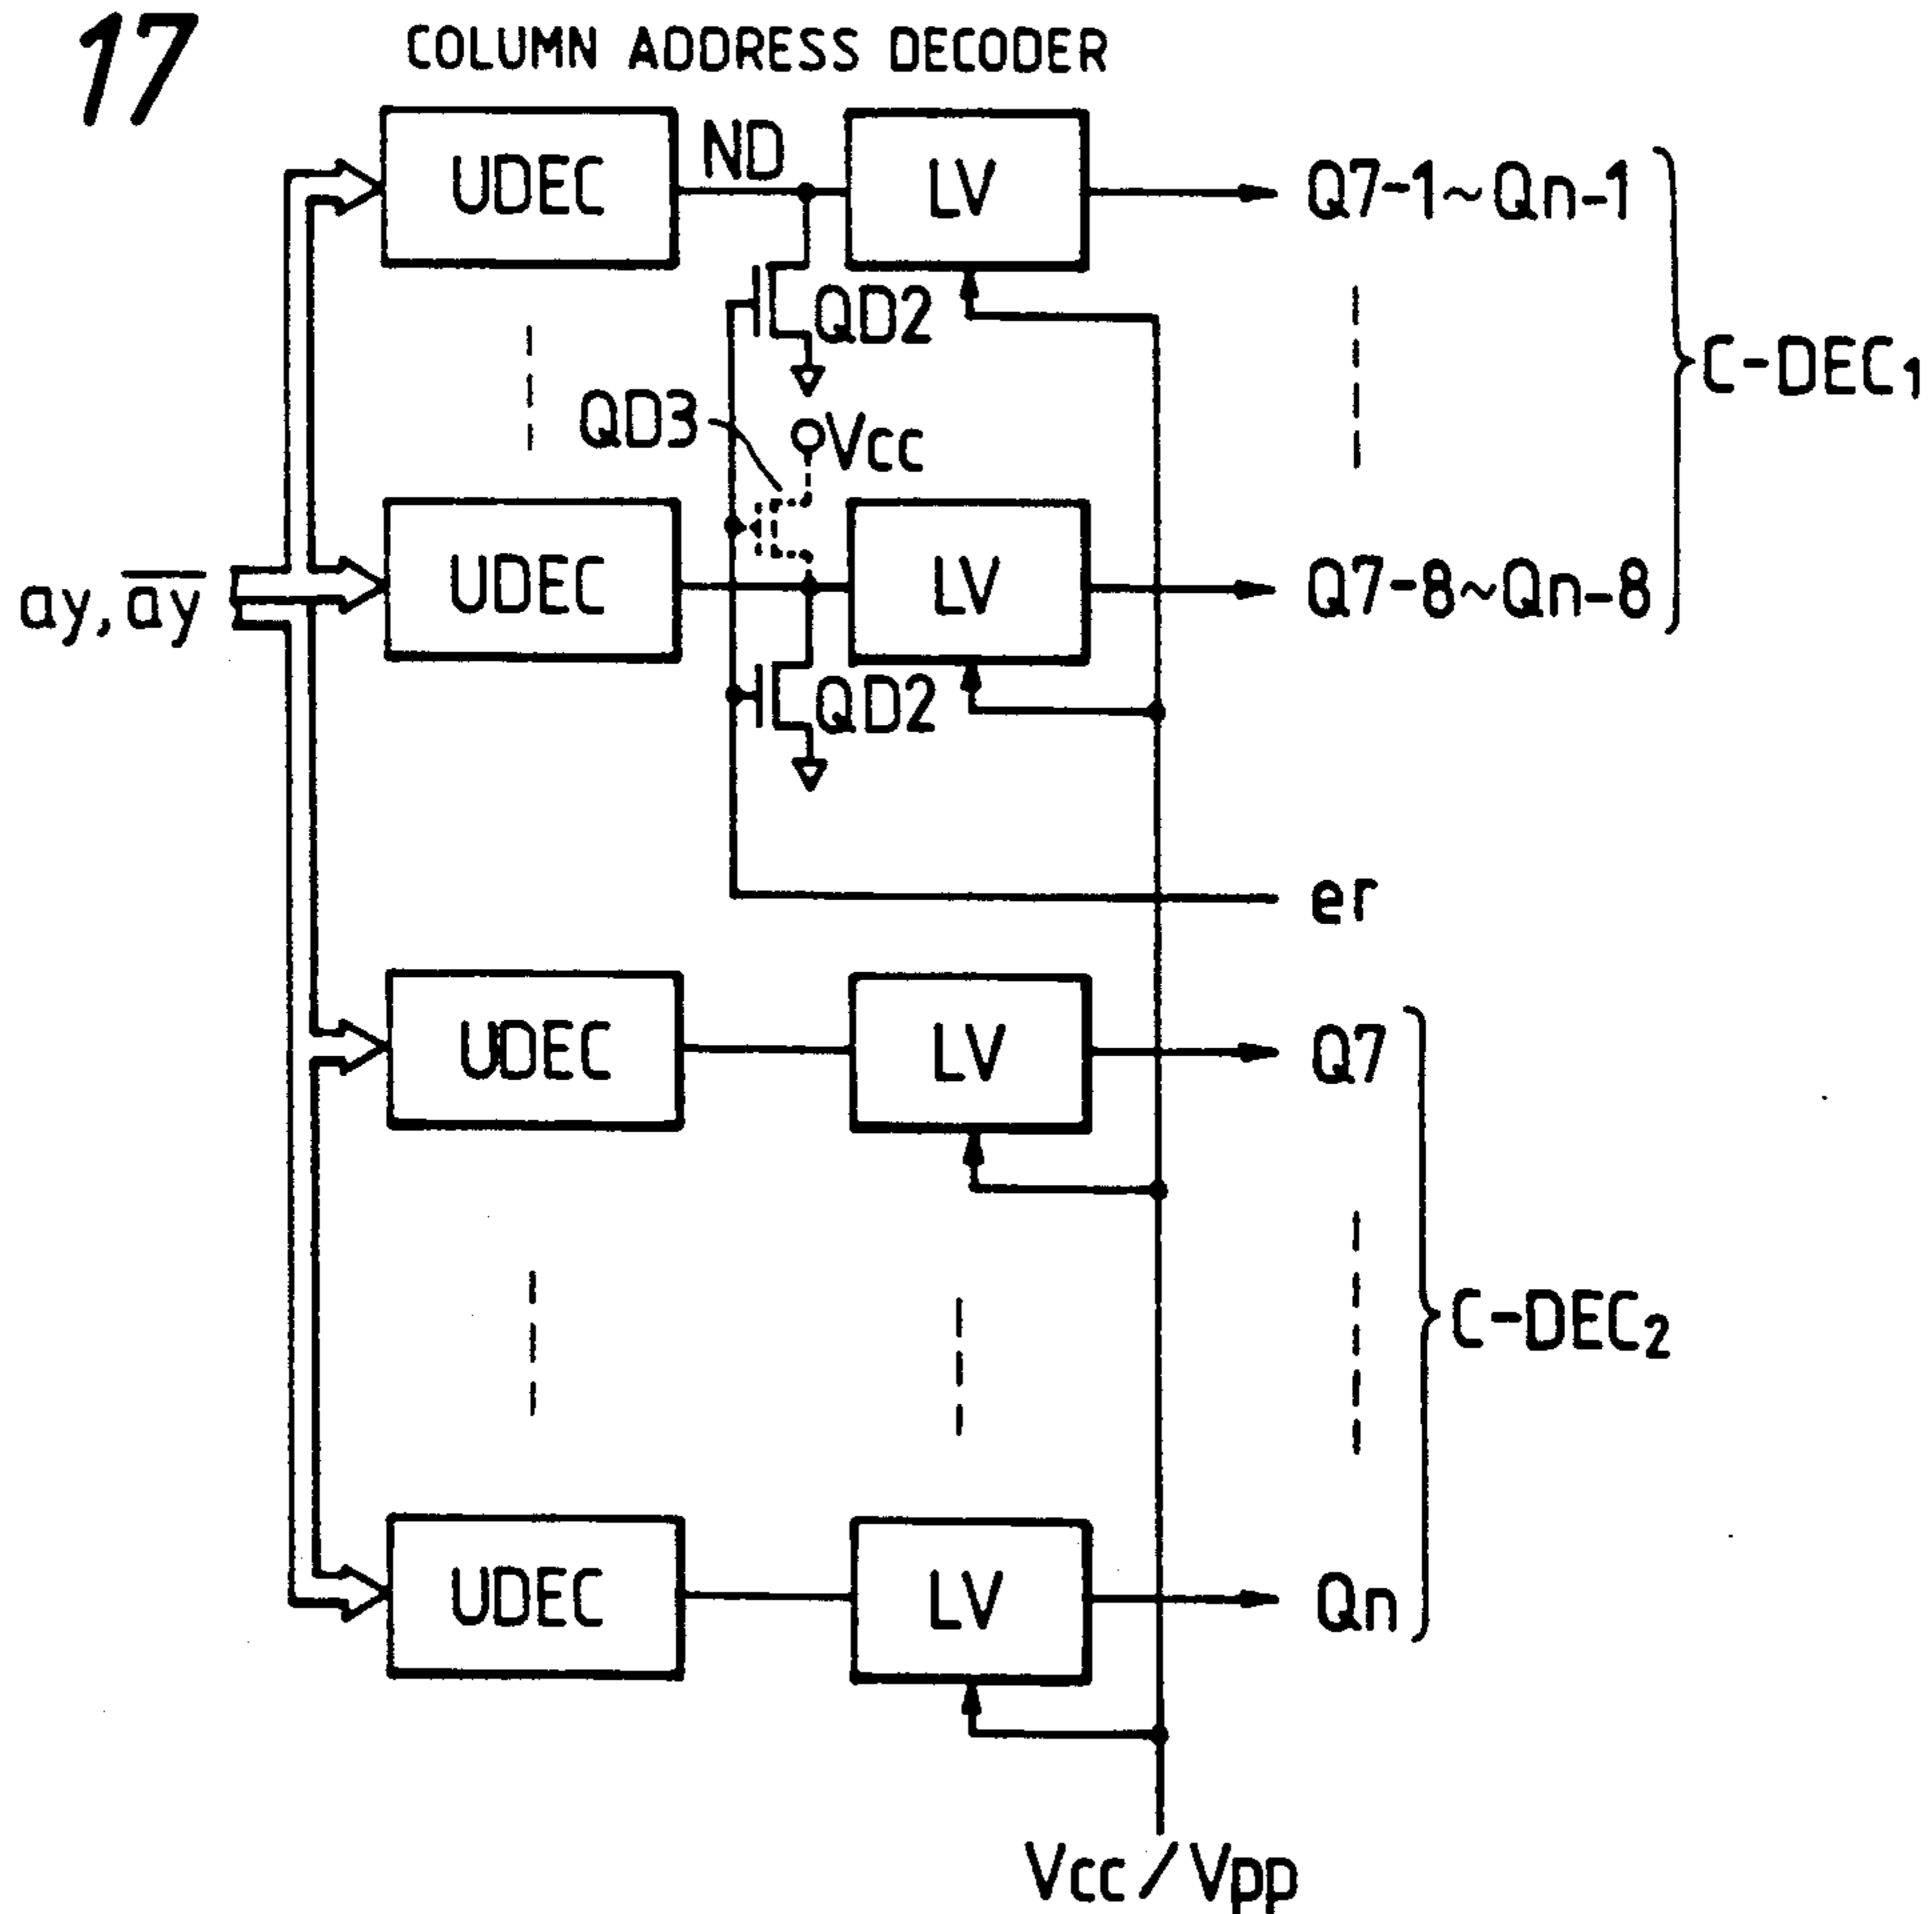 17
COLUMN ADDRESS DECODER
UDEC
ND
LV
Q7-1~Qn-1
QD2
C-DEC₁
QD3
Vcc
UDEC
LV
Q7-8~Qn-8
ay, a̅y̅
QD2
er
UDEC
LV
Q7
C-DEC₂
UDEC
LV
Qn
Vcc/Vpp